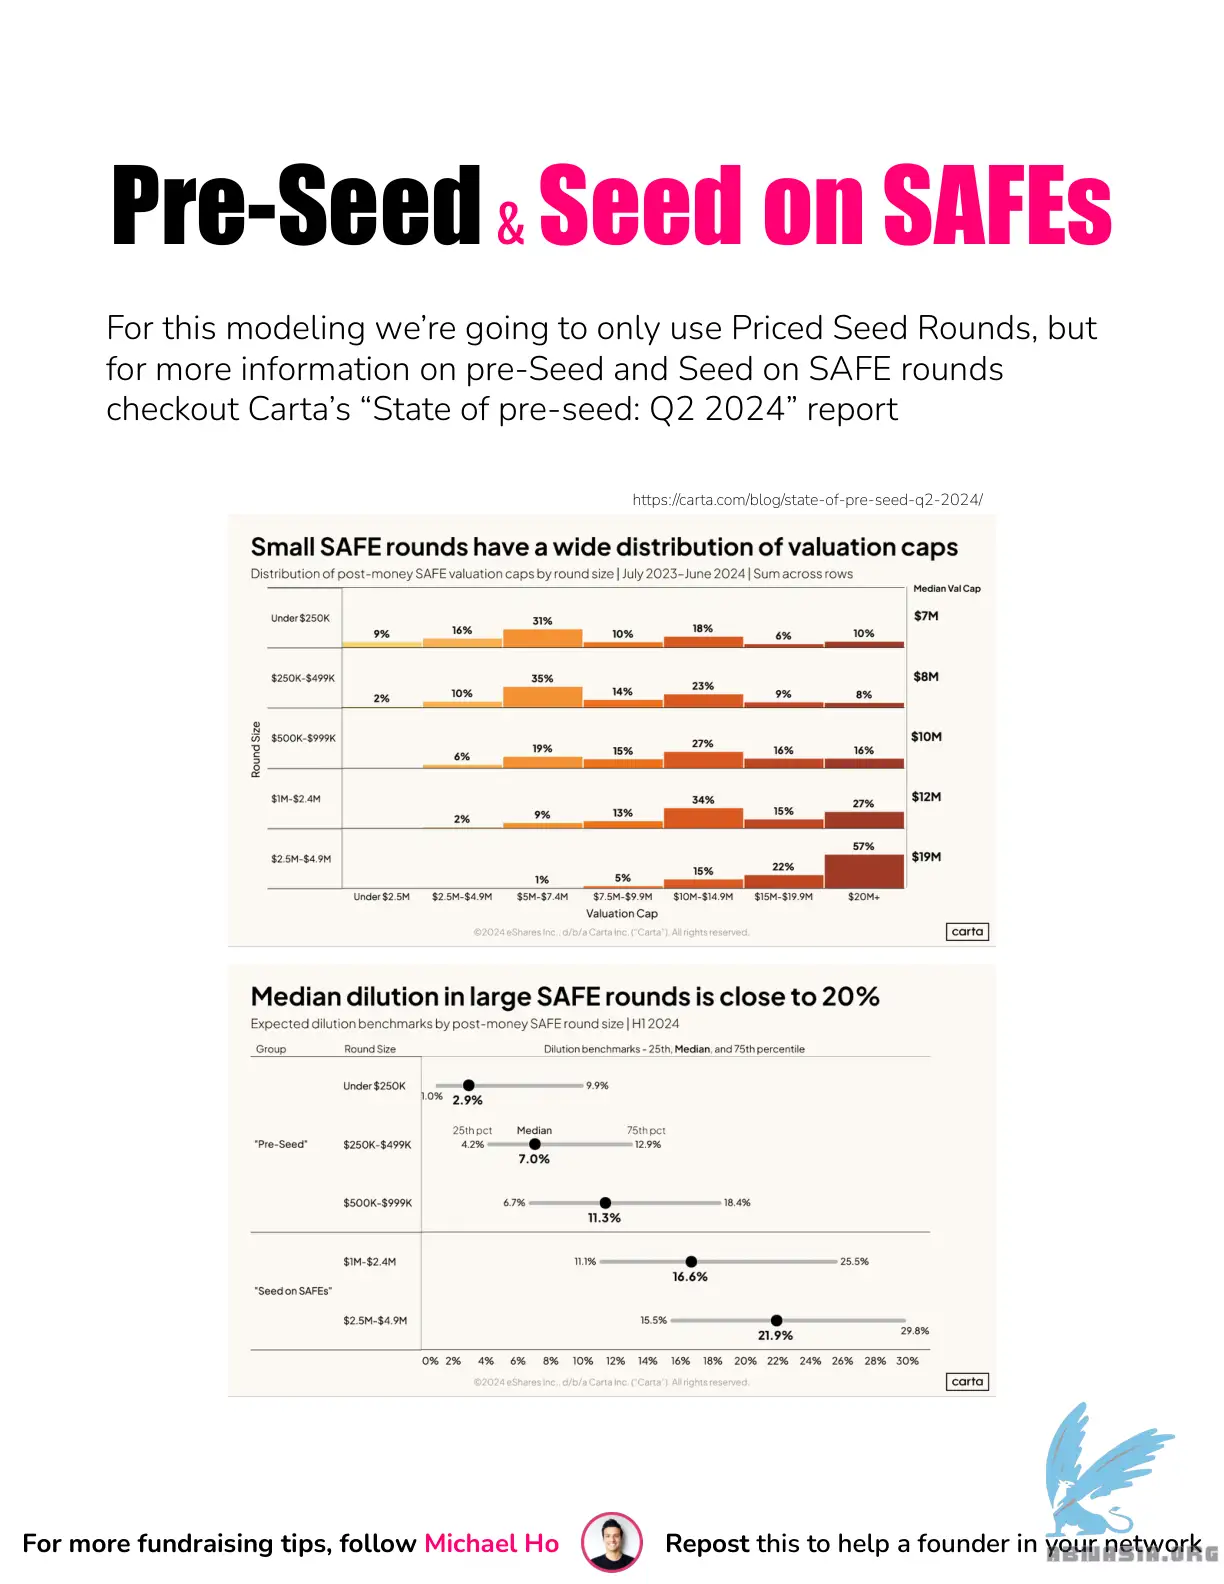 Pre-Seed & Seed on SAFEs
For this modeling we're going to only use Priced Seed Rounds, but
for more information on pre-Seed and Seed on SAFE rounds
checkout Carta's “State of pre-seed: Q2 2024” report
https://carta.com/blog/state-of-pre-seed-q2-2024/
Small SAFE rounds have a wide distribution of valuation caps
Distribution of post-money SAFE valuation caps by round size | July 2023–June 2024 | Sum across rows
Median Val Cap
Round Size
Under $250K 9% 16% 31% 10% 18% 6% 10% $7M
$250K-$499K 2% 10% 35% 14% 23% 9% 8% $8M
$500K-$999K 6% 19% 15% 27% 16% 16% $10M
$1M-$2.4M 2% 9% 13% 34% 15% 27% $12M
$2.5M-$4.9M 1% 5% 15% 22% 57% $19M
Under $2.5M $2.5M-$4.9M $5M-$7.4M $7.5M-$9.9M $10M-$14.9M $15M-$19.9M $20M+
Valuation Cap
©2024 eShares Inc., d/b/a Carta Inc. ("Carta"). All rights reserved.
carta
Median dilution in large SAFE rounds is close to 20%
Expected dilution benchmarks by post-money SAFE round size | H1 2024
Group Round Size Dilution benchmarks - 25th, Median, and 75th percentile
Under $250K 1.0% 2.9% 9.9%
25th pct Median 75th pct
"Pre-Seed" $250K-$499K 4.2% 7.0% 12.9%
$500K-$999K 6.7% 11.3% 18.4%
$1M-$2.4M 11.1% 16.6% 25.5%
"Seed on SAFEs"
$2.5M-$4.9M 15.5% 21.9% 29.8%
0% 2% 4% 6% 8% 10% 12% 14% 16% 18% 20% 22% 24% 26% 28% 30%
©2024 eShares Inc., d/b/a Carta Inc. ("Carta"). All rights reserved.
carta
For more fundraising tips, follow Michael Ho
Repost this to help a founder in your network
ABINASIA.ORG